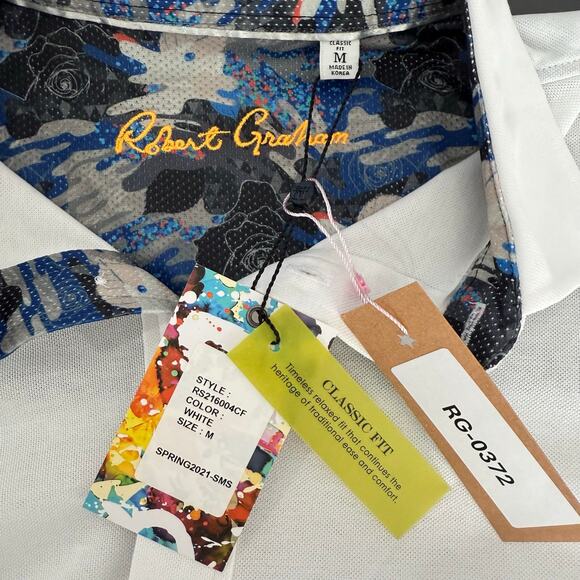 CLASSIC
FIT
M
MADE IN
KOREA
Robert Graham
STYLE :
RS216004CF
COLOR :
WHITE
SIZE : M
SPRING2021-SMS
CLASSIC FIT
Timeless relaxed fit that continues the
heritage of traditional ease and comfort.
RG-0372